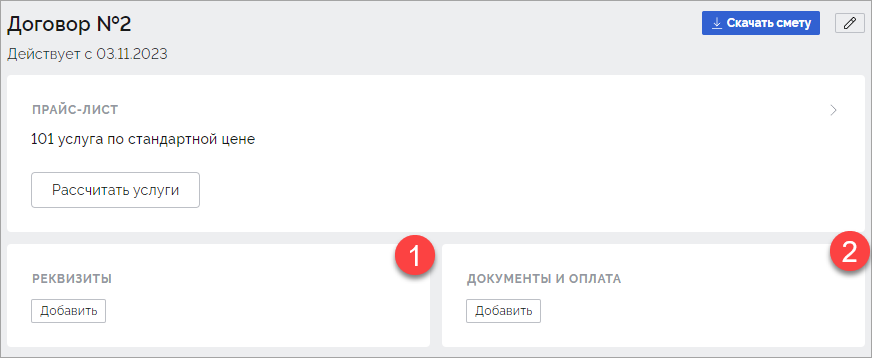 Договор №2
Скачать смету
Действует с 03.11.2023
ПРАЙС-ЛИСТ
101 услуга по стандартной цене
Рассчитать услуги
1
2
РЕКВИЗИТЫ
ДОКУМЕНТЫ И ОПЛАТА
Добавить
Добавить